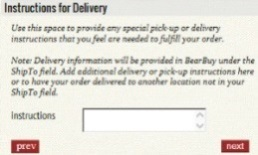 Instructions for Delivery
Use this space to provide any special pick-up or delivery
instructions that you feel are needed to fulfill your order.
Note: Delivery information will be provided in BearBuy under the
ShipTo field. Add additional delivery or pick-up instructions here
or to have your order delivered to another location not in your
ShipTo field.
Instructions
prev
next